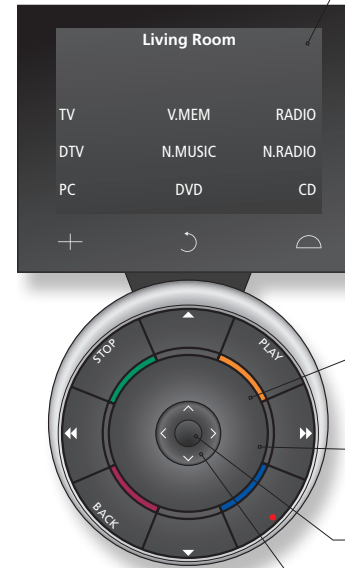 Living Room
TV V.MEM RADIO
DTV N.MUSIC N.RADIO
PC DVD CD
STOP PLAY
BACK